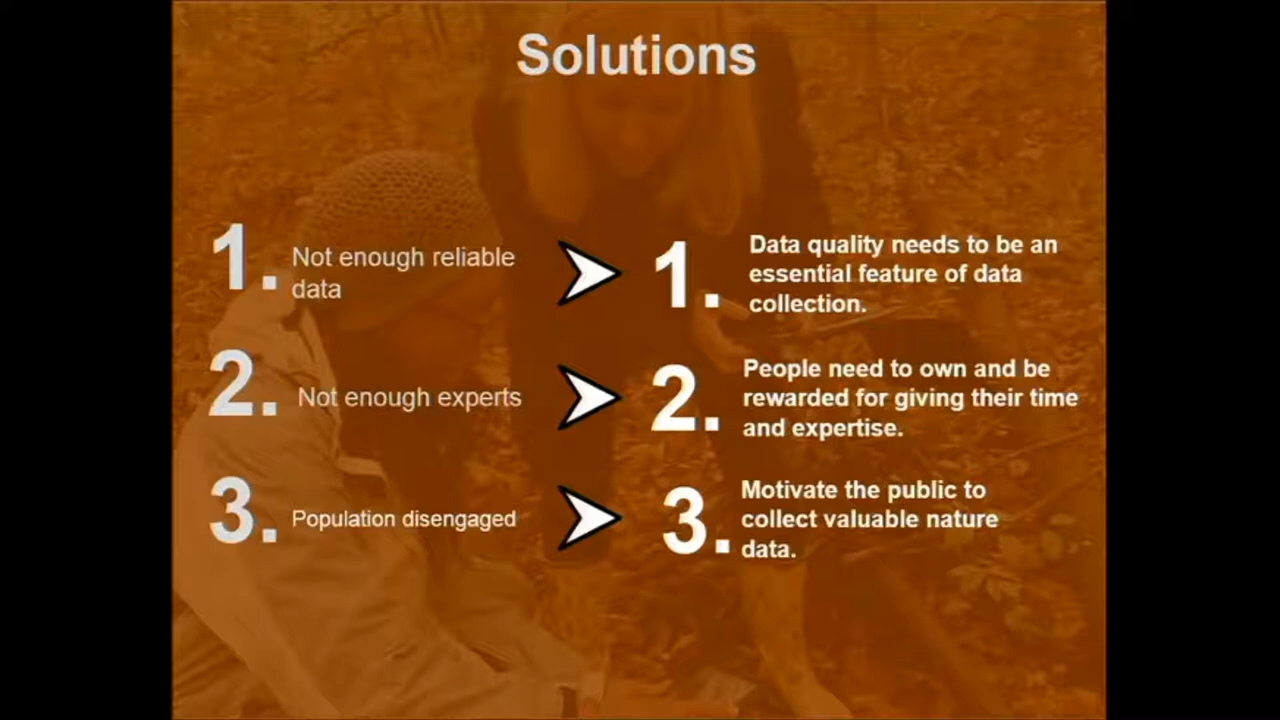 Solutions
1. Not enough reliable
data
1. Data quality needs to be an
essential feature of data
collection.
2. Not enough experts
2. People need to own and be
rewarded for giving their time
and expertise.
3. Population disengaged
3. Motivate the public to
collect valuable nature
data.